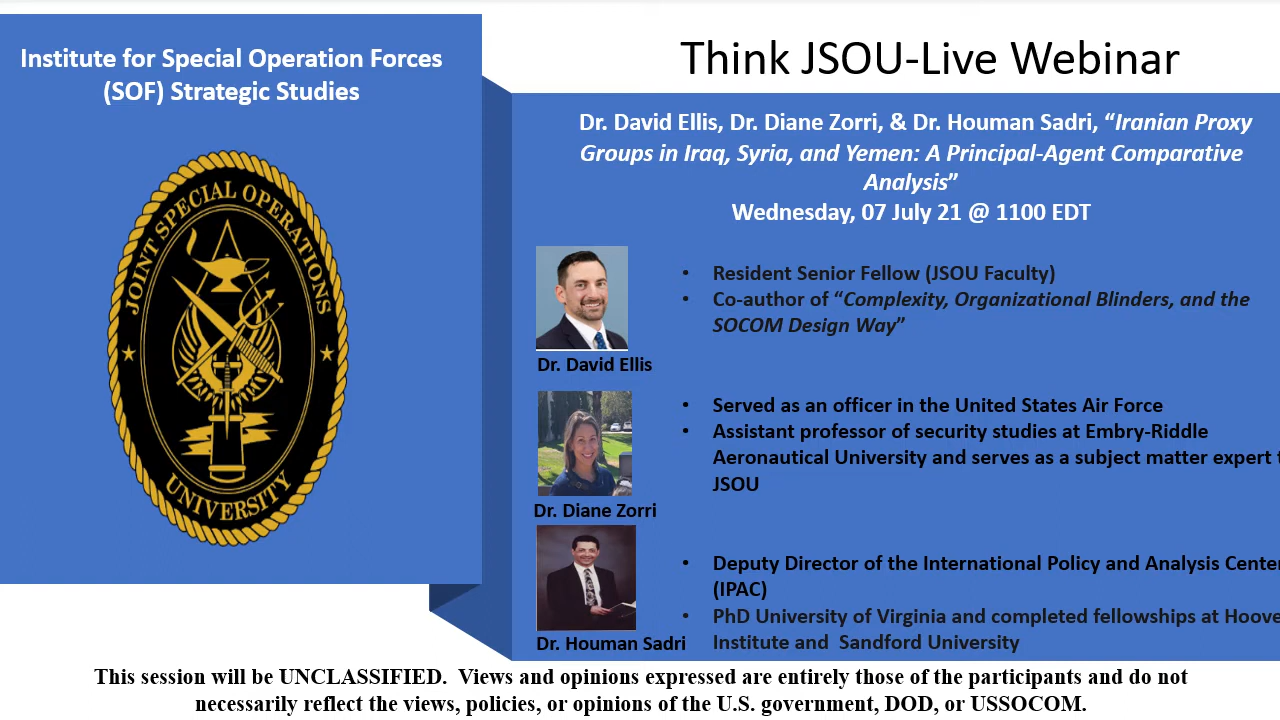 Institute for Special Operation Forces
(SOF) Strategic Studies
JOINT SPECIAL OPERATIONS
UNIVERSITY
Think JSOU-Live Webinar
Dr. David Ellis, Dr. Diane Zorri, & Dr. Houman Sadri, “Iranian Proxy
Groups in Iraq, Syria, and Yemen: A Principal-Agent Comparative
Analysis”
Wednesday, 07 July 21 @ 1100 EDT
Dr. David Ellis
• Resident Senior Fellow (JSOU Faculty)
• Co-author of “Complexity, Organizational Blinders, and the
SOCOM Design Way”
Dr. Diane Zorri
• Served as an officer in the United States Air Force
• Assistant professor of security studies at Embry-Riddle
Aeronautical University and serves as a subject matter expert t
JSOU
Dr. Houman Sadri
• Deputy Director of the International Policy and Analysis Center
(IPAC)
• PhD University of Virginia and completed fellowships at Hoove
Institute and  Sandford University
This session will be UNCLASSIFIED.  Views and opinions expressed are entirely those of the participants and do not
necessarily reflect the views, policies, or opinions of the U.S. government, DOD, or USSOCOM.